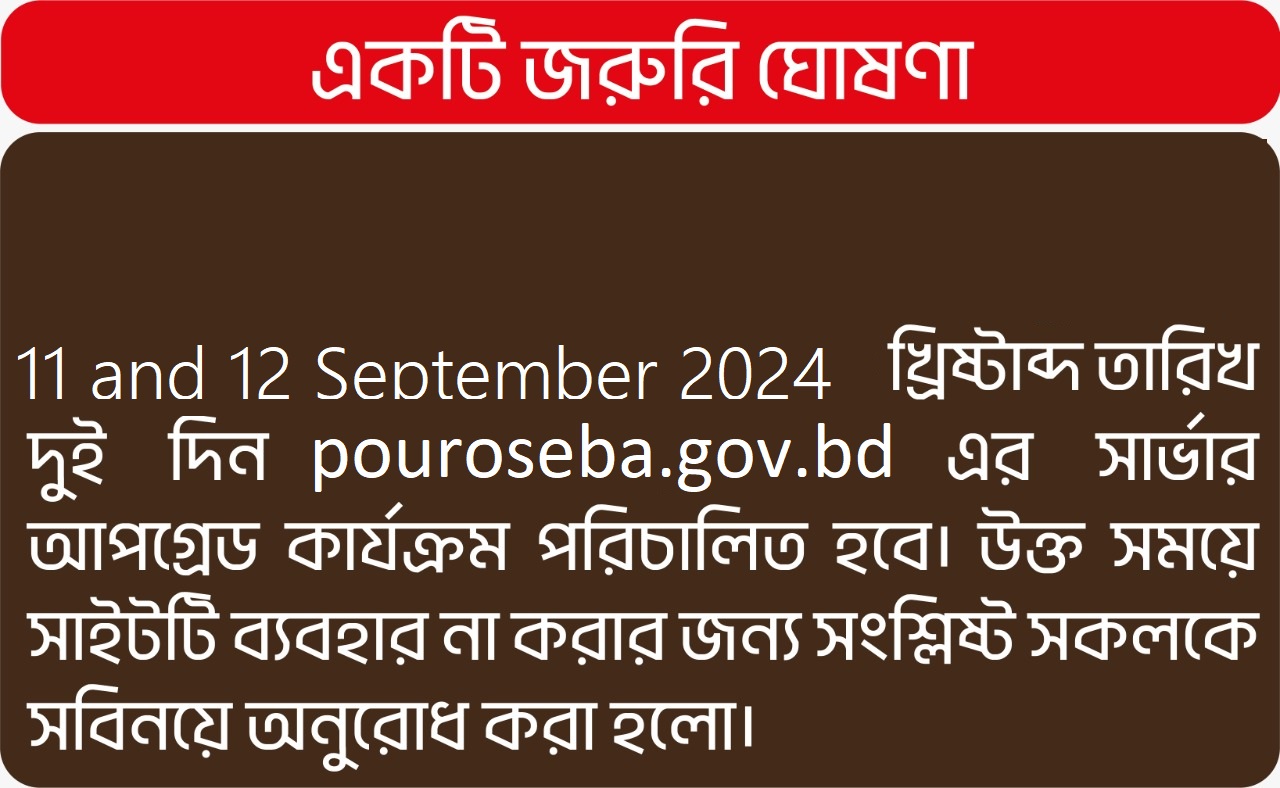 একটি জরুরি ঘোষণা
11 and 12 September 2024 খ্রিষ্টাব্দ তারিখ
দুই দিন pouroseba.gov.bd এর সার্ভার
আপগ্রেড কার্যক্রম পরিচালিত হবে। উক্ত সময়ে
সাইটটি ব্যবহার না করার জন্য সংশ্লিষ্ট সকলকে
সবিনয়ে অনুরোধ করা হলো।